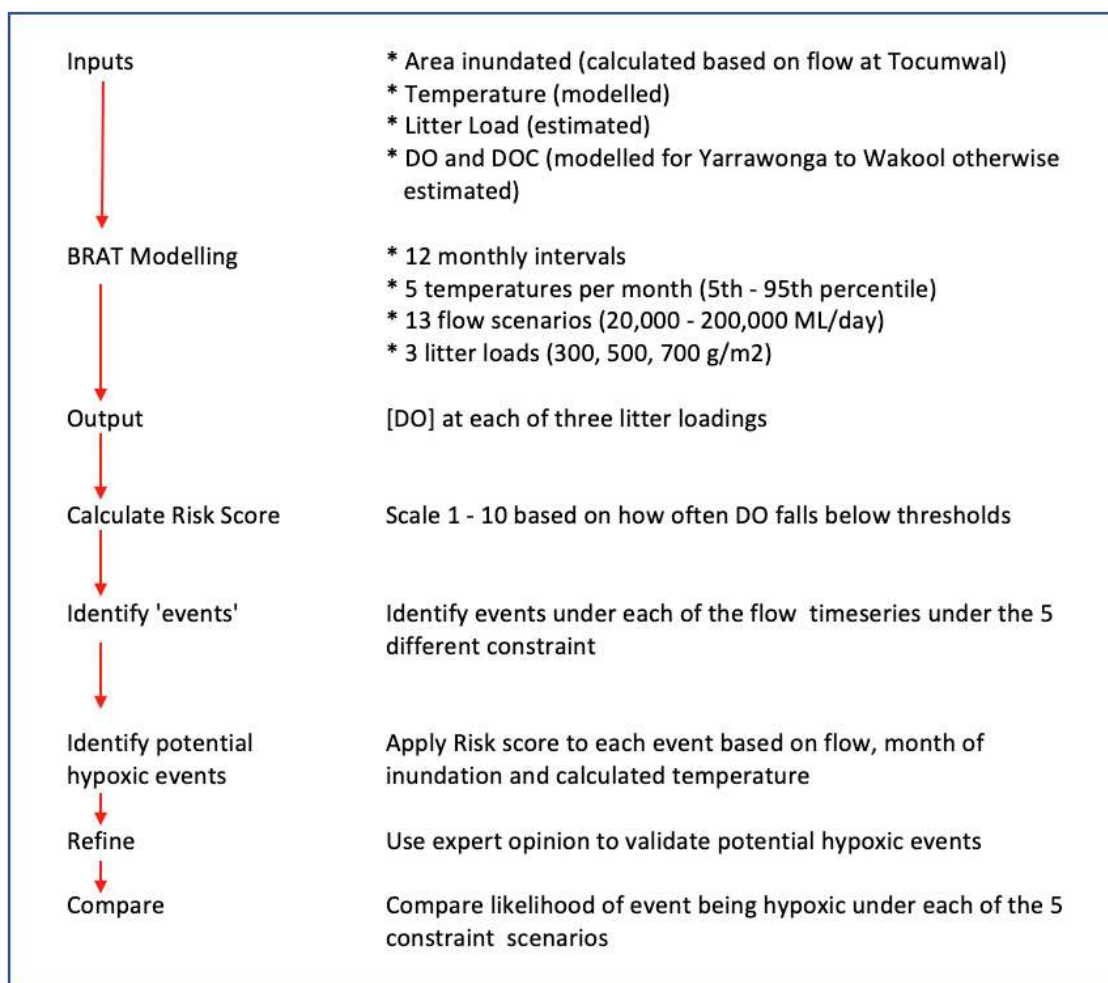 Inputs
* Area inundated (calculated based on flow at Tocumwal)
* Temperature (modelled)
* Litter Load (estimated)
* DO and DOC (modelled for Yarrawonga to Wakool otherwise
estimated)
BRAT Modelling
* 12 monthly intervals
* 5 temperatures per month (5th - 95th percentile)
* 13 flow scenarios (20,000 - 200,000 ML/day)
* 3 litter loads (300, 500, 700 g/m2)
Output
[DO] at each of three litter loadings
Calculate Risk Score
Scale 1 - 10 based on how often DO falls below thresholds
Identify 'events'
Identify events under each of the flow timeseries under the 5
different constraint
Identify potential
hypoxic events
Apply Risk score to each event based on flow, month of
inundation and calculated temperature
Refine
Use expert opinion to validate potential hypoxic events
Compare
Compare likelihood of event being hypoxic under each of the 5
constraint scenarios